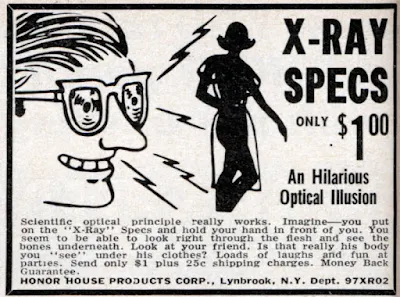 X-RAY
SPECS
ONLY $1 00
An Hilarious
Optical Illusion
Scientific optical principle really works. Imagine—you put
on the "X-Ray" Specs and hold your hand in front of you. You
seem to be able to look right through the flesh and see the
bones underneath. Look at your friend. Is that really his body
you "see" under his clothes? Loads of laughs and fun at
parties. Send only $1 plus 25c shipping charges. Money Back
Guarantee.
HONOR HOUSE PRODUCTS CORP., Lynbrook, N.Y. Dept. 97XR02